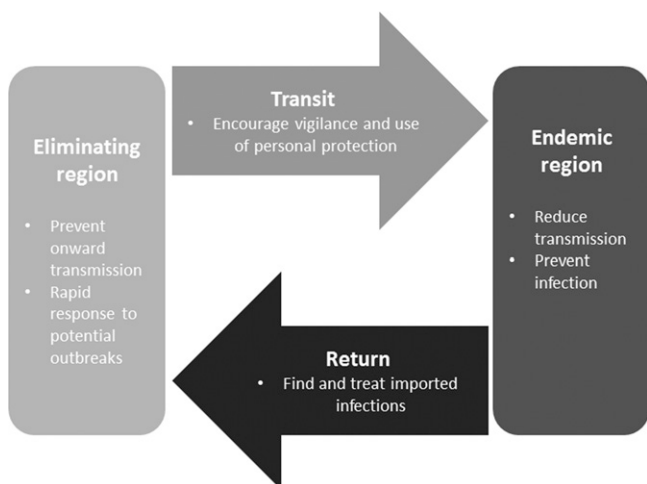 Eliminating
region
• Prevent
onward
transmission
• Rapid
response to
potential
outbreaks
Transit
• Encourage vigilance and use
of personal protection
Endemic
region
• Reduce
transmission
• Prevent
infection
Return
• Find and treat imported
infections